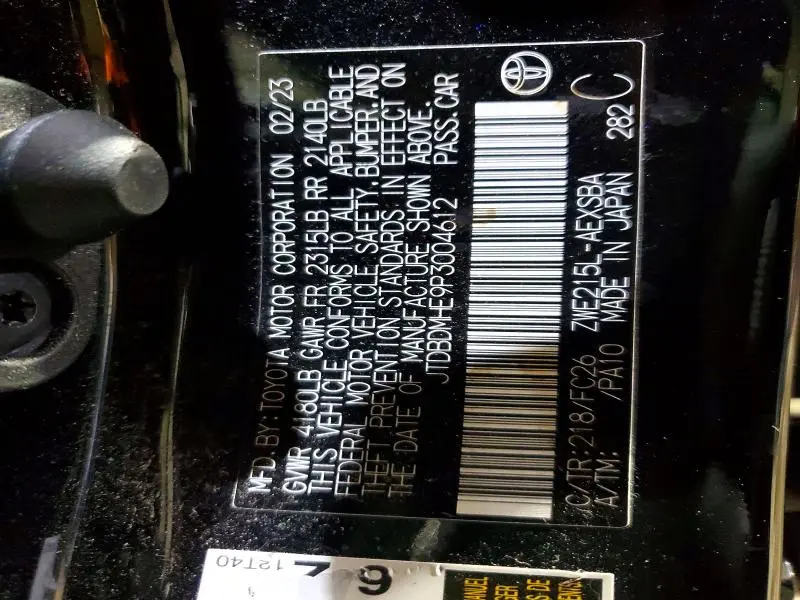 MFD.BY:TOYOTA MOTOR CORPORATION 02/23
GVWR 4180LB GAWR FR 2315LB RR 2140LB
THIS VEHICLE CONFORMS TO ALL APPLICABLE
FEDERAL MOTOR VEHICLE SAFETY,BUMPER,AND
THEFT PREVENTION STANDARDS IN EFFECT ON
THE DATE OF MANUFACTURE SHOWN ABOVE.
JTDBDMHE9P3004612 PASS.CAR
C/TR:218/FC26 ZWE215L-AEXSBA
A/TM: /PA10 MADE IN JAPAN 282 C
12T40
Z 9